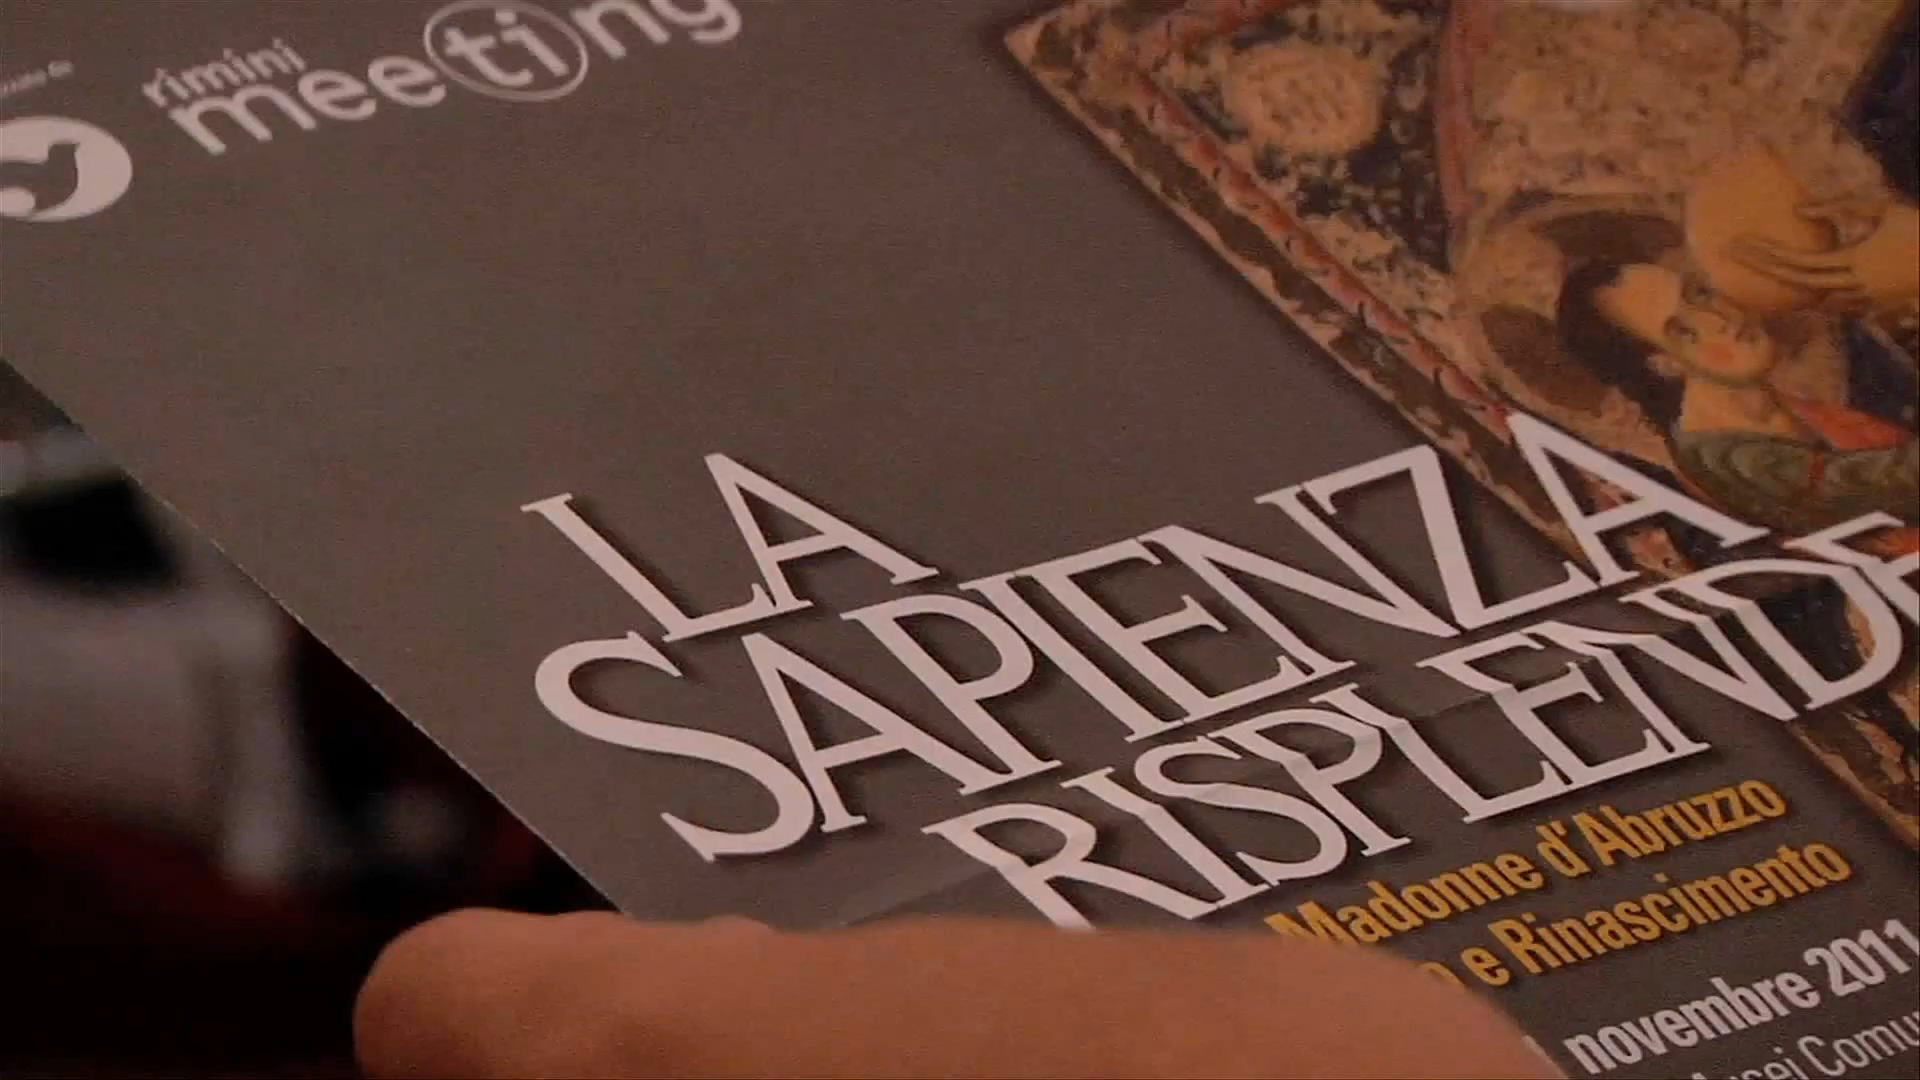 rimini
meeting
LA
SAPIENZA
RISPLENDE
Madonne d'Abruzzo
e Rinascimento
novembre 2011